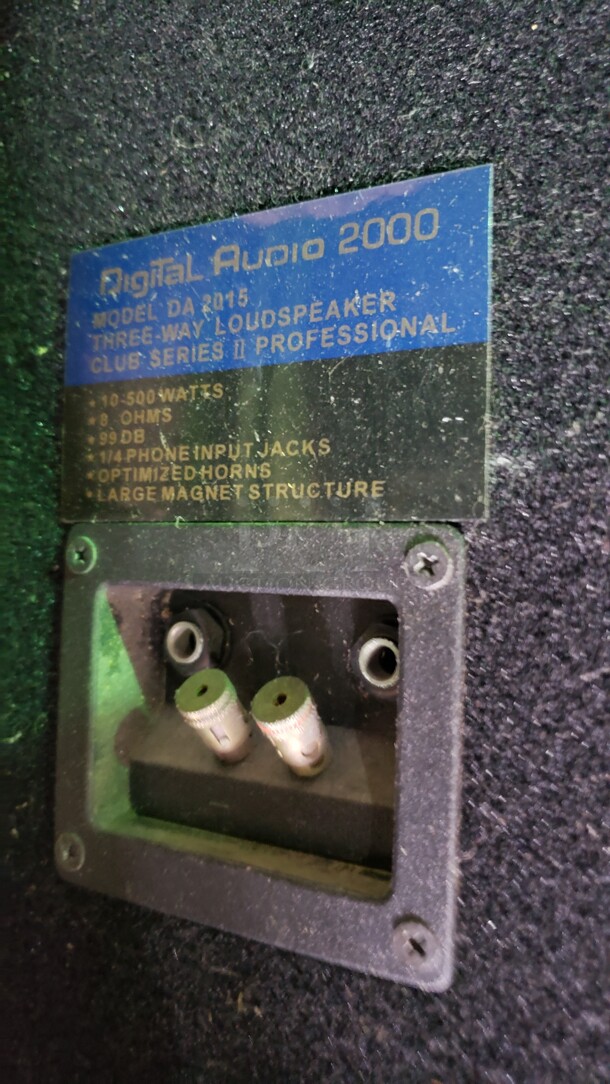 Digital Audio 2000
MODEL DA 2015
THREE-WAY LOUDSPEAKER
CLUB SERIES II PROFESSIONAL
• 10-500 WATTS
• 8 OHMS
• 99 DB
• 1/4 PHONE INPUT JACKS
• OPTIMIZED HORNS
• LARGE MAGNET STRUCTURE